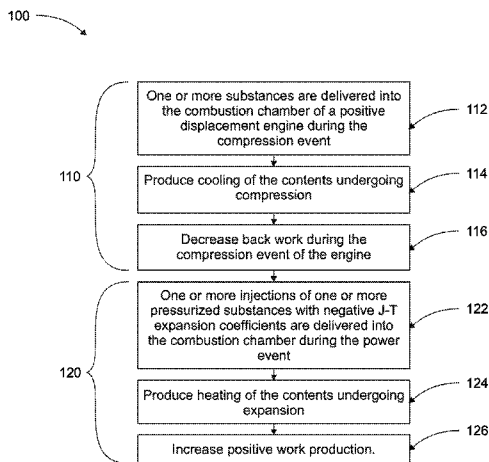 100
One or more substances are delivered into
the combustion chamber of a positive
displacement engine during the
compression event
112
110
Produce cooling of the contents undergoing
compression
114
Decrease back work during the
compression event of the engine
116
One or more injections of one or more
pressurized substances with negative J-T
expansion coefficients are delivered into
the combustion chamber during the power
event
122
120
Produce heating of the contents undergoing
expansion
124
Increase positive work production.
126